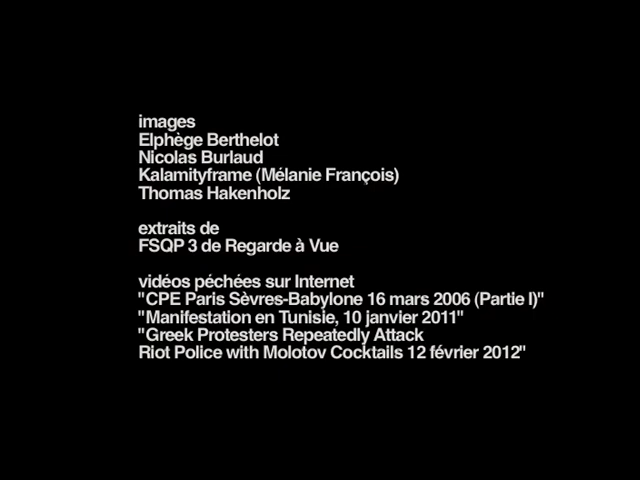 images
Elphège Berthelot
Nicolas Burlaud
Kalamityframe (Mélanie François)
Thomas Hakenholz
extraits de
FSQP 3 de Regarde à Vue
vidéos péchées sur Internet
"CPE Paris Sèvres-Babylone 16 mars 2006 (Partie I)"
"Manifestation en Tunisie, 10 janvier 2011"
"Greek Protesters Repeatedly Attack
Riot Police with Molotov Cocktails 12 février 2012"